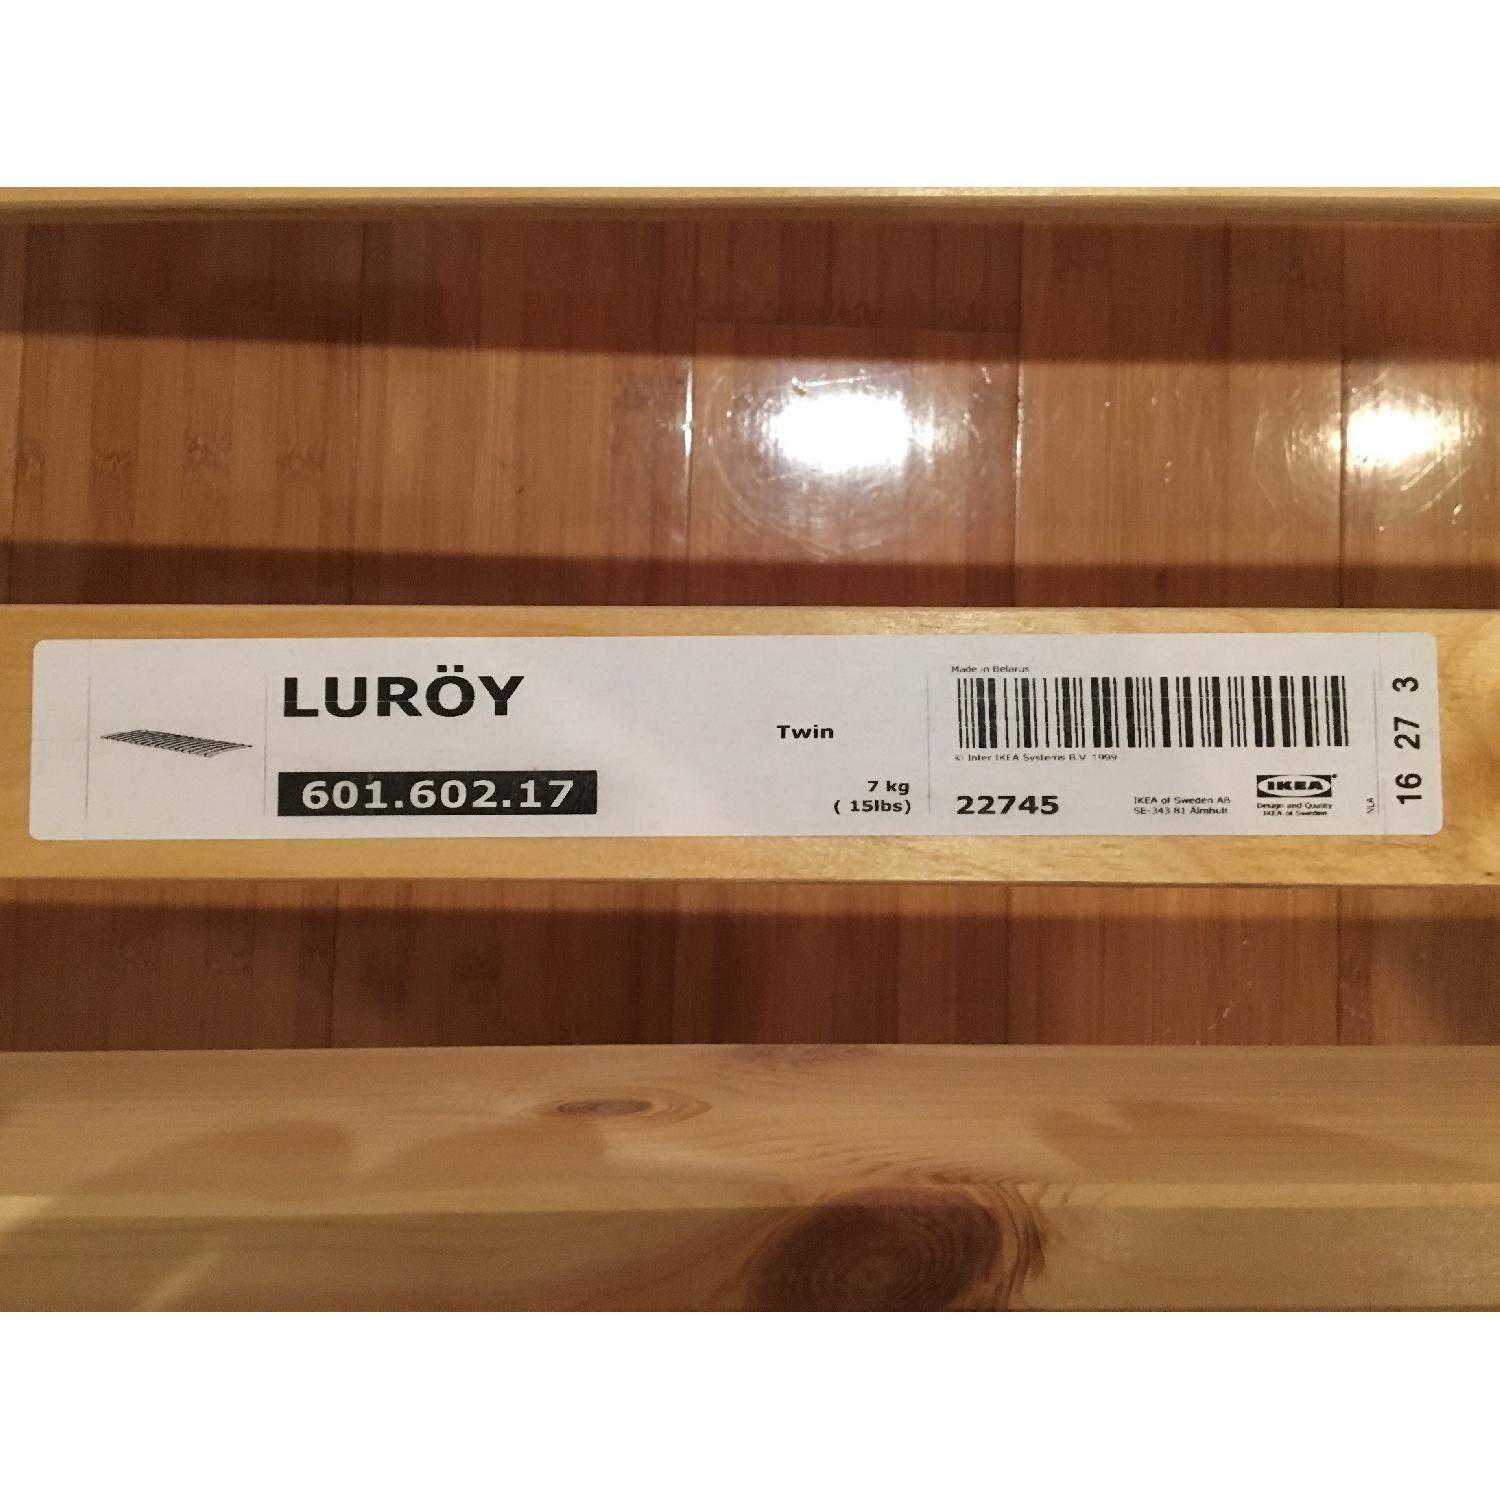 LURÖY
601.602.17
Twin
7 kg
( 15lbs)
Made in Belarus
© Inter IKEA Systems B.V. 1999
22745
IKEA of Sweden AB
SE-343 81 Älmhult
IKEA®
Design and Quality
IKEA of Sweden
NLA
16 27 3